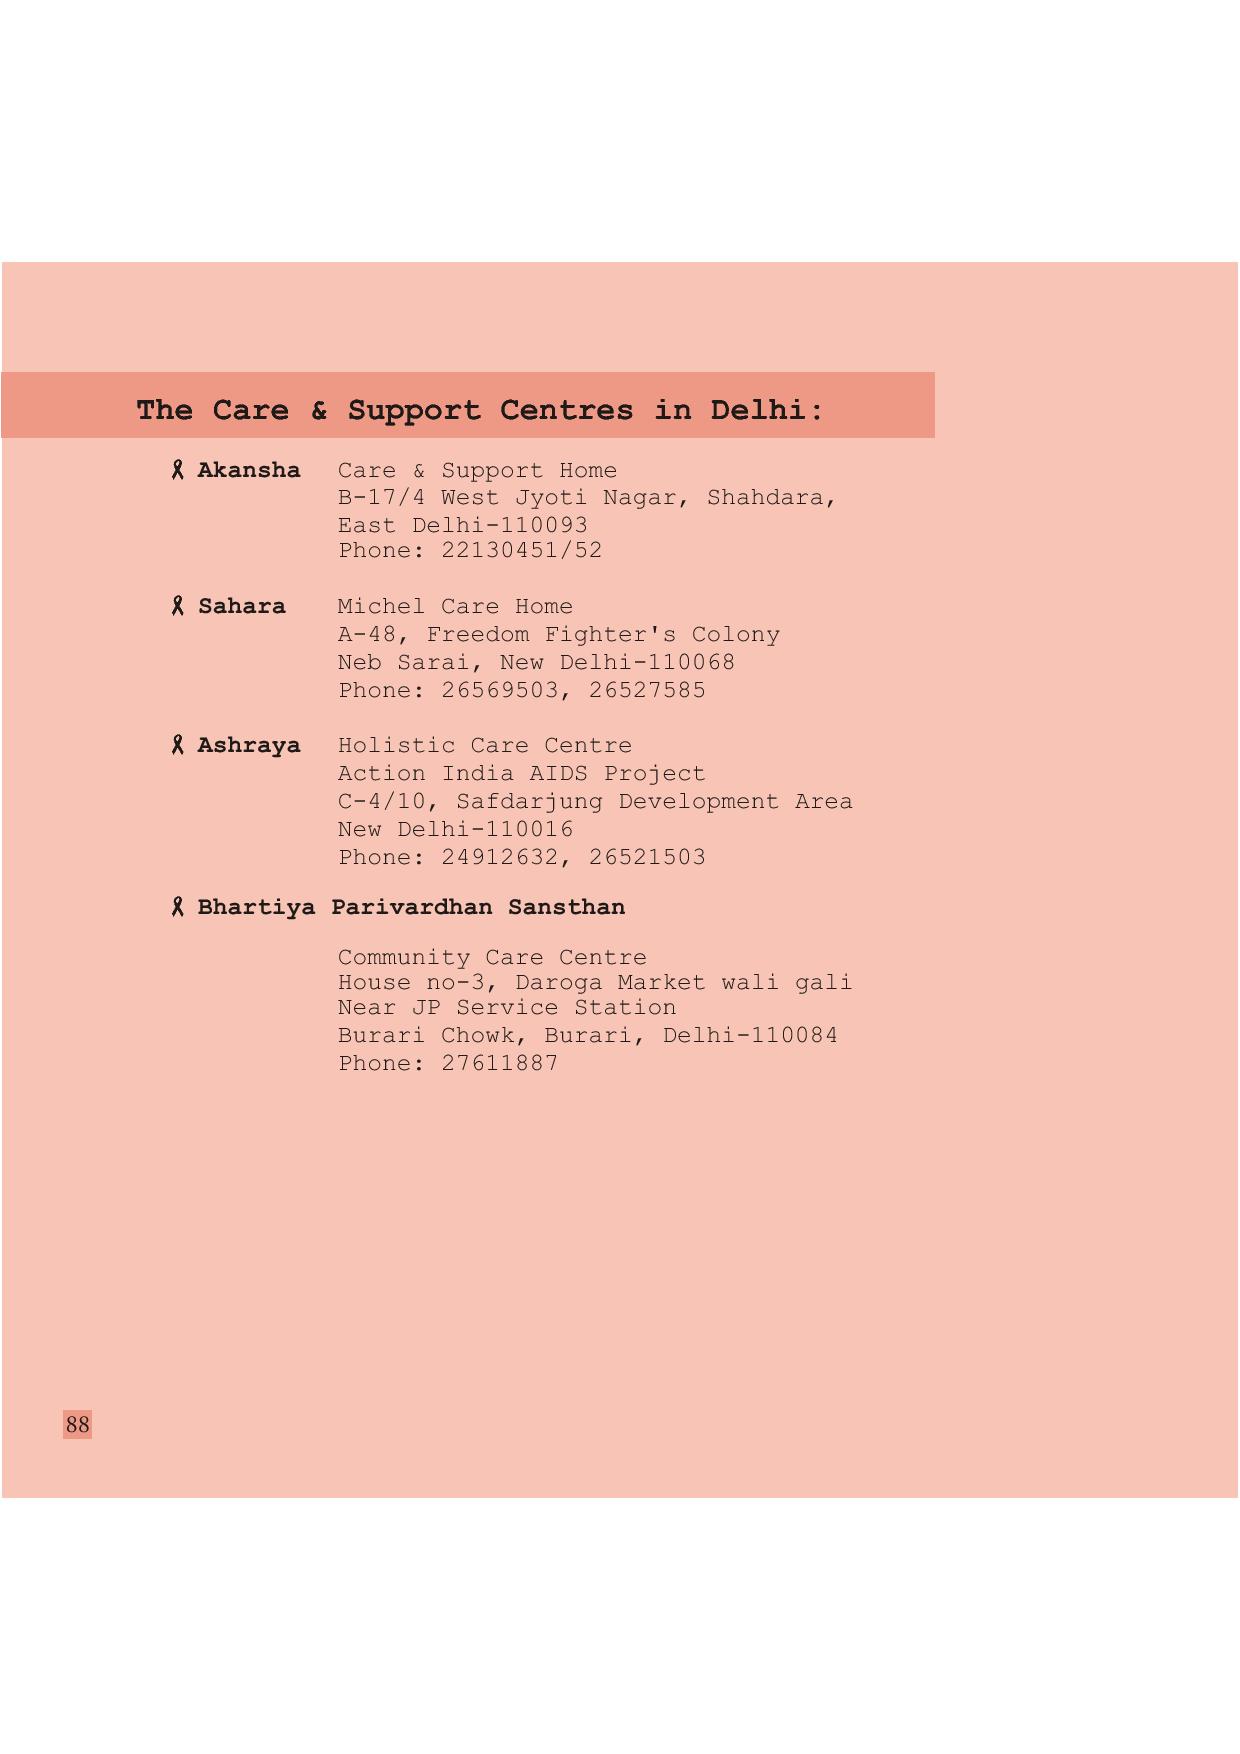 The Care & Support Centres in Delhi:
Akansha Care & Support Home
B-17/4 West Jyoti Nagar, Shahdara,
East Delhi-110093
Phone: 22130451/52
Sahara Michel Care Home
A-48, Freedom Fighter's Colony
Neb Sarai, New Delhi-110068
Phone: 26569503, 26527585
Ashraya Holistic Care Centre
Action India AIDS Project
C-4/10, Safdarjung Development Area
New Delhi-110016
Phone: 24912632, 26521503
Bhartiya Parivardhan Sansthan
Community Care Centre
House no-3, Daroga Market wali gali
Near JP Service Station
Burari Chowk, Burari, Delhi-110084
Phone: 27611887
88